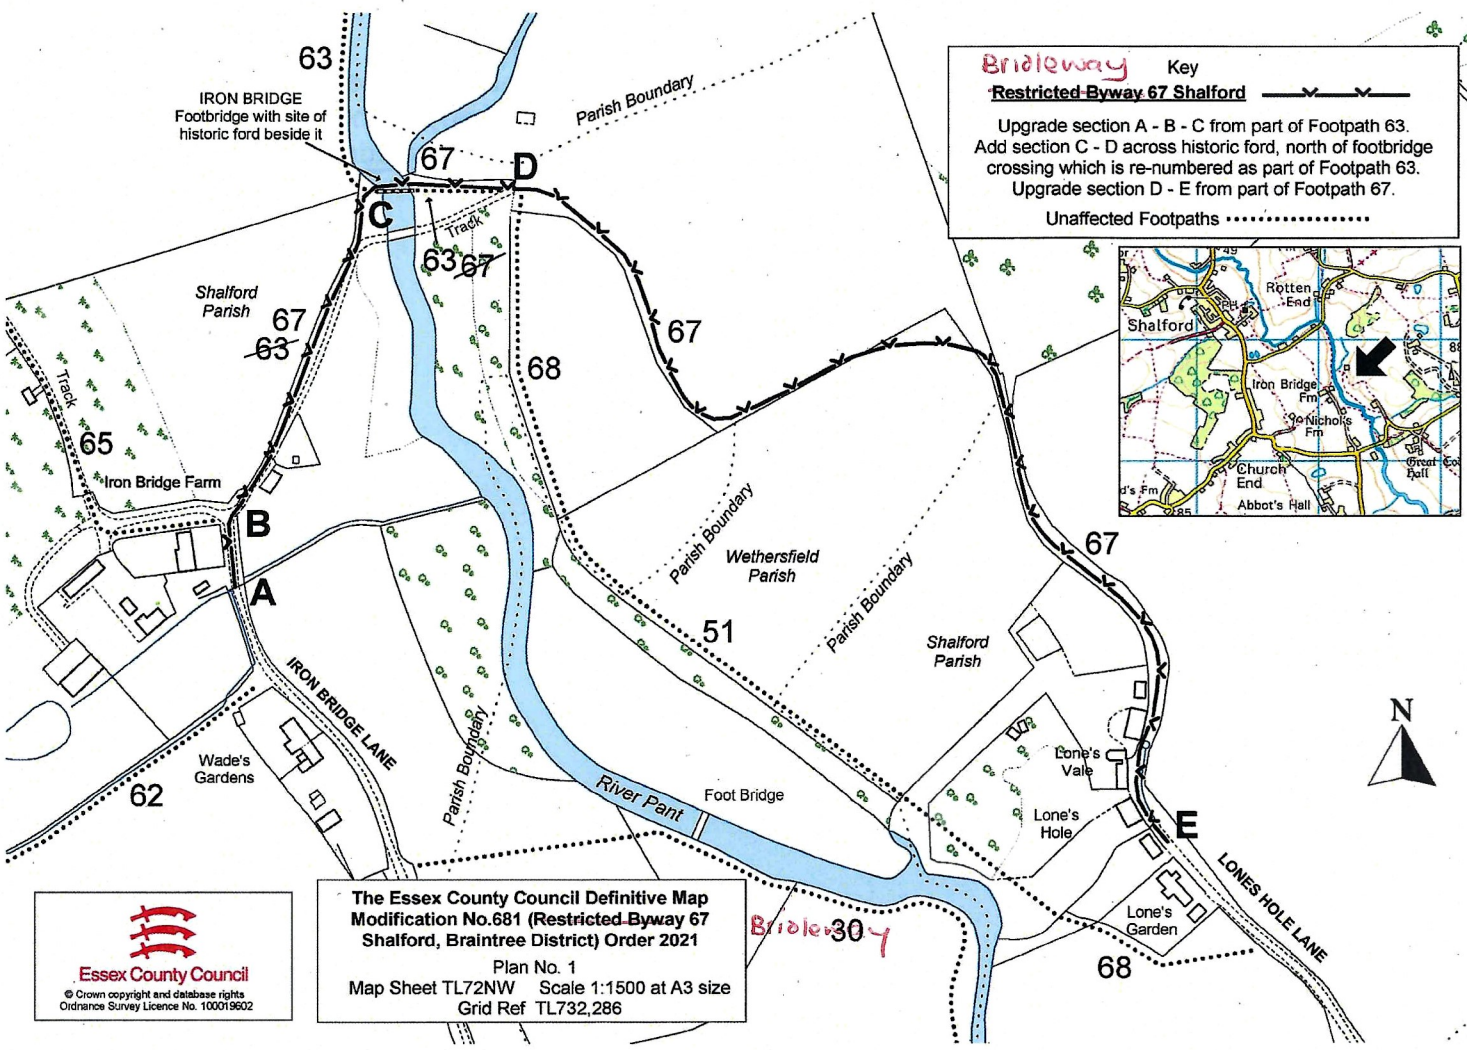 63
IRON BRIDGE
Footbridge with site of
historic ford beside it
Parish Boundary
67
D
C
Track
63 67
Shalford
Parish
67
63
67
68
Track
65
Iron Bridge Farm
B
A
Parish Boundary
Wethersfield
Parish
Parish Boundary
67
51
Shalford
Parish
IRON BRIDGE LANE
Wade's
Gardens
62
Parish Boundary
River Pant
Foot Bridge
Lone's
Vale
Lone's
Hole
E
LONES HOLE LANE
Lone's
Garden
68
30
N
Bridleway
Key
Restricted Byway 67 Shalford
Upgrade section A - B - C from part of Footpath 63.
Add section C - D across historic ford, north of footbridge
crossing which is re-numbered as part of Footpath 63.
Upgrade section D - E from part of Footpath 67.
Unaffected Footpaths
49
Rotten
End
PH
Shalford
Iron Bridge
Fm
Nichol's
Fm
Church
End
Great
Hall
d's Fm
85
Abbot's Hall
Essex County Council
© Crown copyright and database rights
Ordnance Survey Licence No. 100019602
The Essex County Council Definitive Map
Modification No.681 (Restricted Byway 67
Shalford, Braintree District) Order 2021
Bridleway
Plan No. 1
Map Sheet TL72NW Scale 1:1500 at A3 size
Grid Ref TL732,286